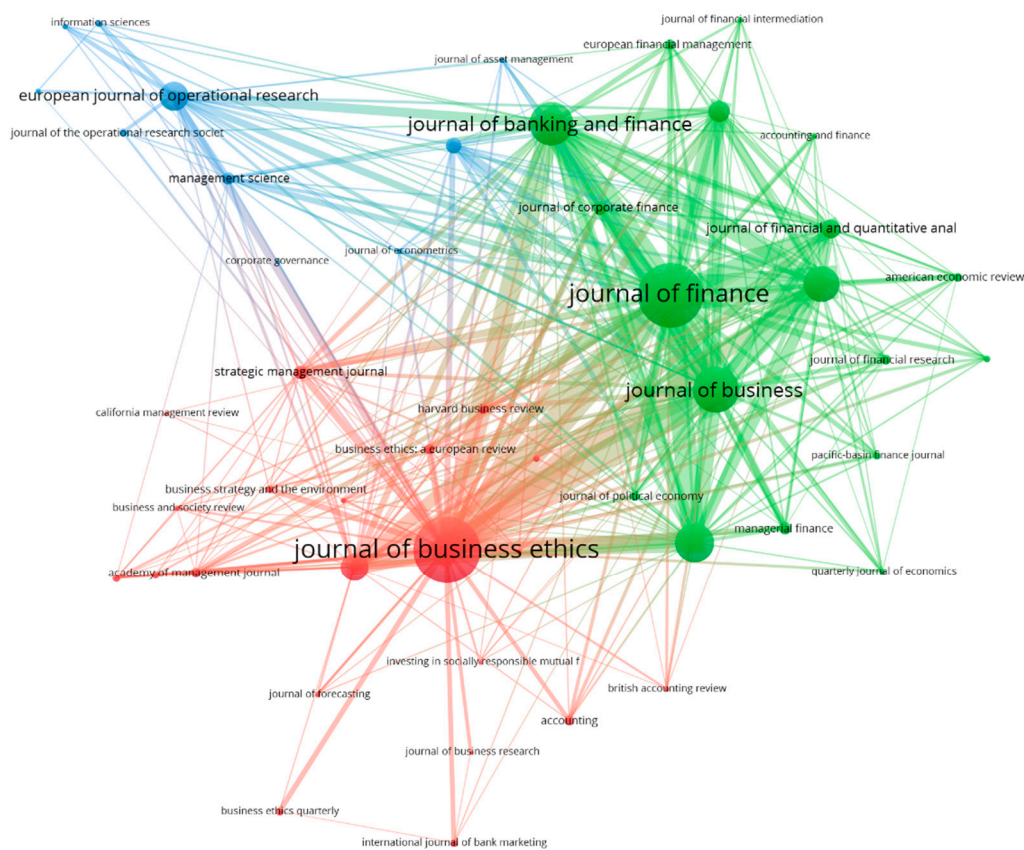 journal of financial intermediation
information sciences
european financial management
journal of asset management
european journal of operational research
journal of banking and finance
journal of the operational research societ
accounting and finance
management science
journal of corporate finance
journal of financial and quantitative anal
journal of econometrics
corporate governance
american economic review
journal of finance
journal of financial research
strategic management journal
journal of business
california management review
harvard business review
business ethics: a european review
pacific-basin finance journal
business strategy and the environment
journal of political economy
business and society review
managerial finance
journal of business ethics
academy of management journal
quarterly journal of economics
investing in socially responsible mutual f
british accounting review
journal of forecasting
accounting
journal of business research
business ethics quarterly
international journal of bank marketing